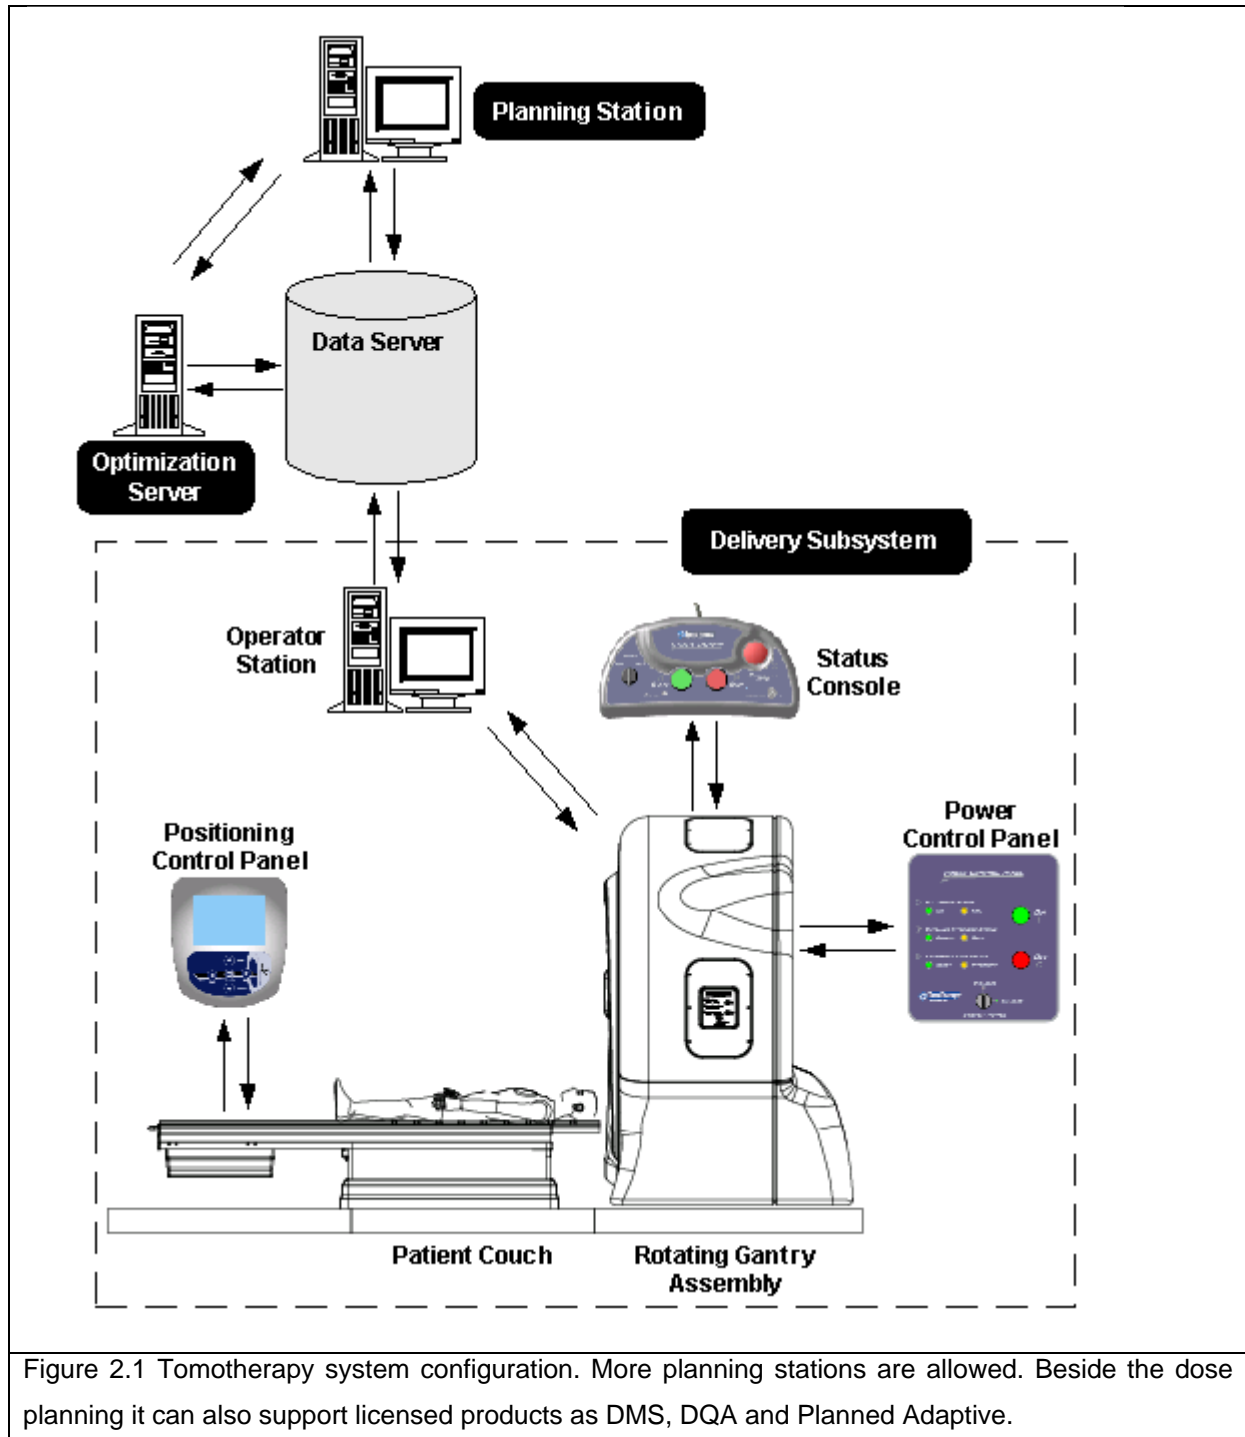 Planning Station
Data Server
Optimization
Server
Delivery Subsystem
Operator
Station
Status
Console
Positioning
Control Panel
Power
Control Panel
Patient Couch
Rotating Gantry
Assembly
Figure 2.1 Tomotherapy system configuration. More planning stations are allowed. Beside the dose
planning it can also support licensed products as DMS, DQA and Planned Adaptive.